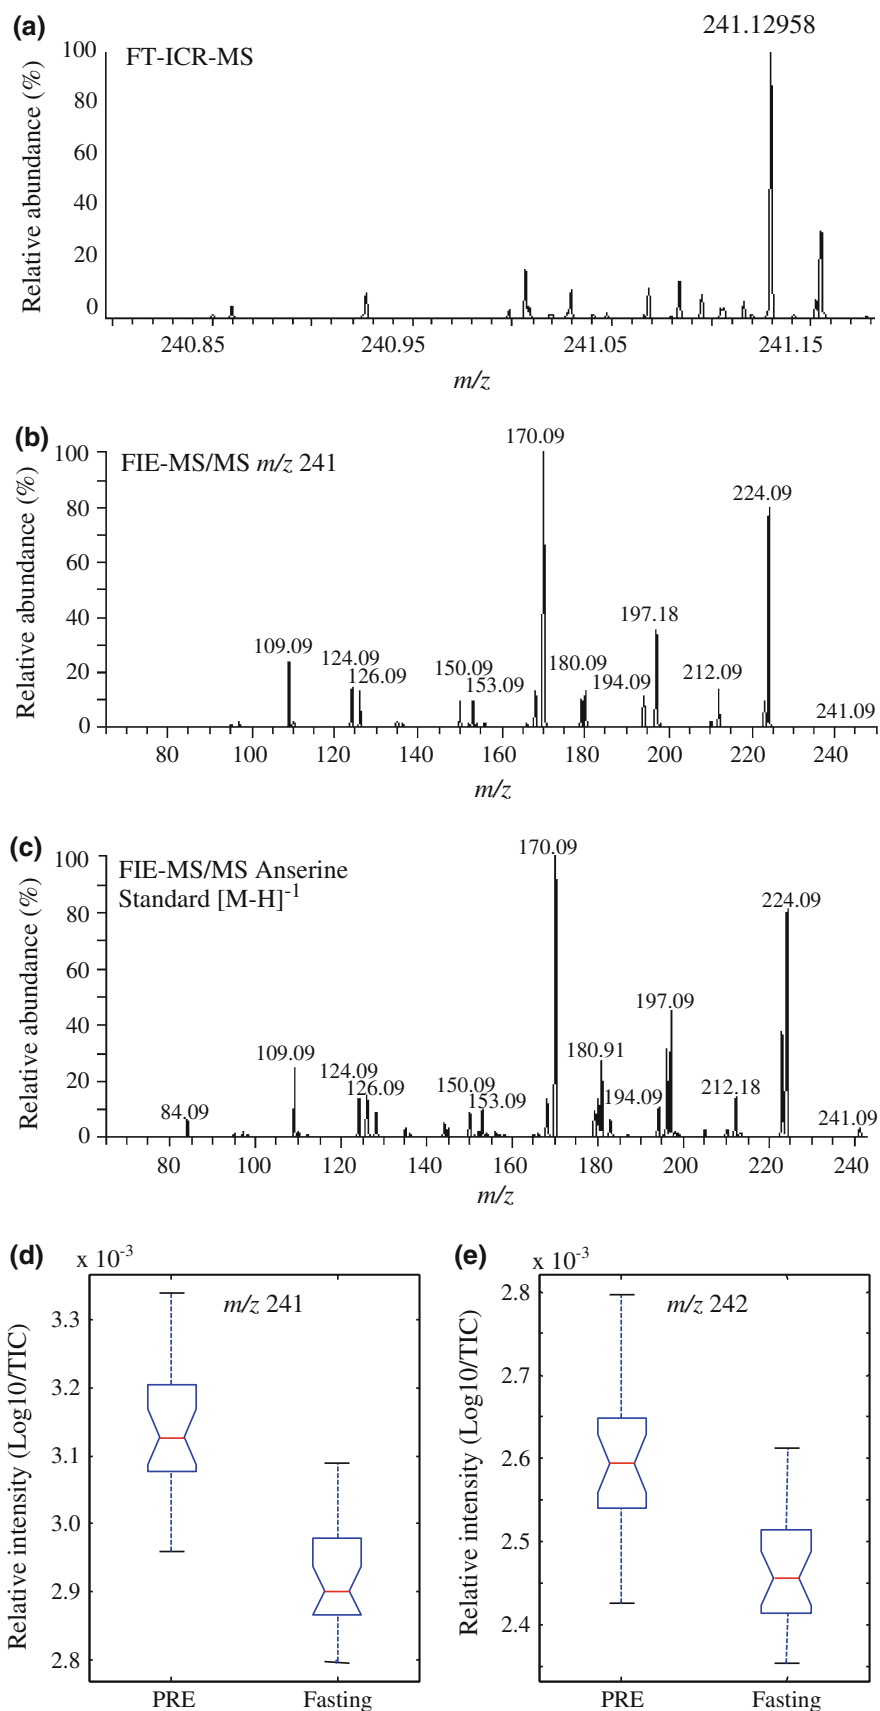 (a)
241.12958
FT-ICR-MS
Relative abundance (%)
100
80
60
40
20
0
240.85 240.95 241.05 241.15
m/z
(b)
FIE-MS/MS m/z 241
Relative abundance (%)
100
80
60
40
20
0
170.09
224.09
197.18
109.09
124.09
126.09
150.09
153.09
180.09
194.09
212.09
241.09
80 100 120 140 160 180 200 220 240
m/z
(c)
FIE-MS/MS Anserine
Standard [M-H]-1
Relative abundance (%)
100
80
60
40
20
0
170.09
224.09
197.09
180.91
109.09
124.09
126.09
150.09
153.09
84.09
194.09
212.18
241.09
80 100 120 140 160 180 200 220 240
m/z
(d)
x 10-3
m/z 241
Relative intensity (Log10/TIC)
3.3
3.2
3.1
3.0
2.9
2.8
PRE Fasting
(e)
x 10-3
m/z 242
Relative intensity (Log10/TIC)
2.8
2.7
2.6
2.5
2.4
PRE Fasting